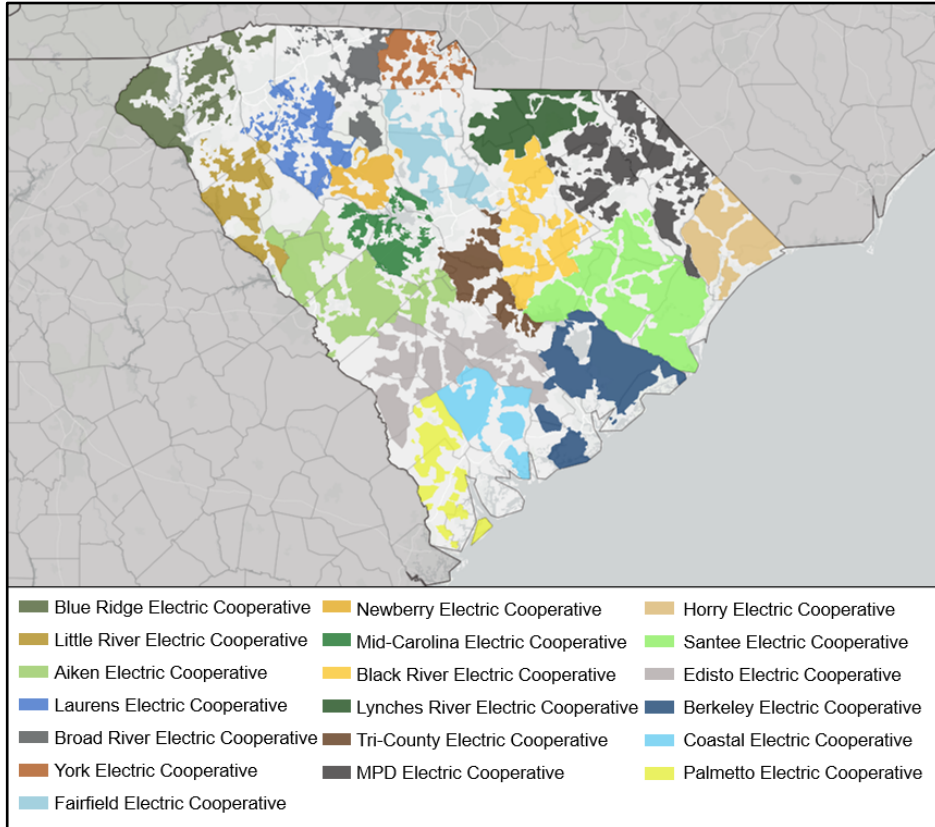 Blue Ridge Electric Cooperative
Little River Electric Cooperative
Aiken Electric Cooperative
Laurens Electric Cooperative
Broad River Electric Cooperative
York Electric Cooperative
Fairfield Electric Cooperative
Newberry Electric Cooperative
Mid-Carolina Electric Cooperative
Black River Electric Cooperative
Lynches River Electric Cooperative
Tri-County Electric Cooperative
MPD Electric Cooperative
Horry Electric Cooperative
Santee Electric Cooperative
Edisto Electric Cooperative
Berkeley Electric Cooperative
Coastal Electric Cooperative
Palmetto Electric Cooperative